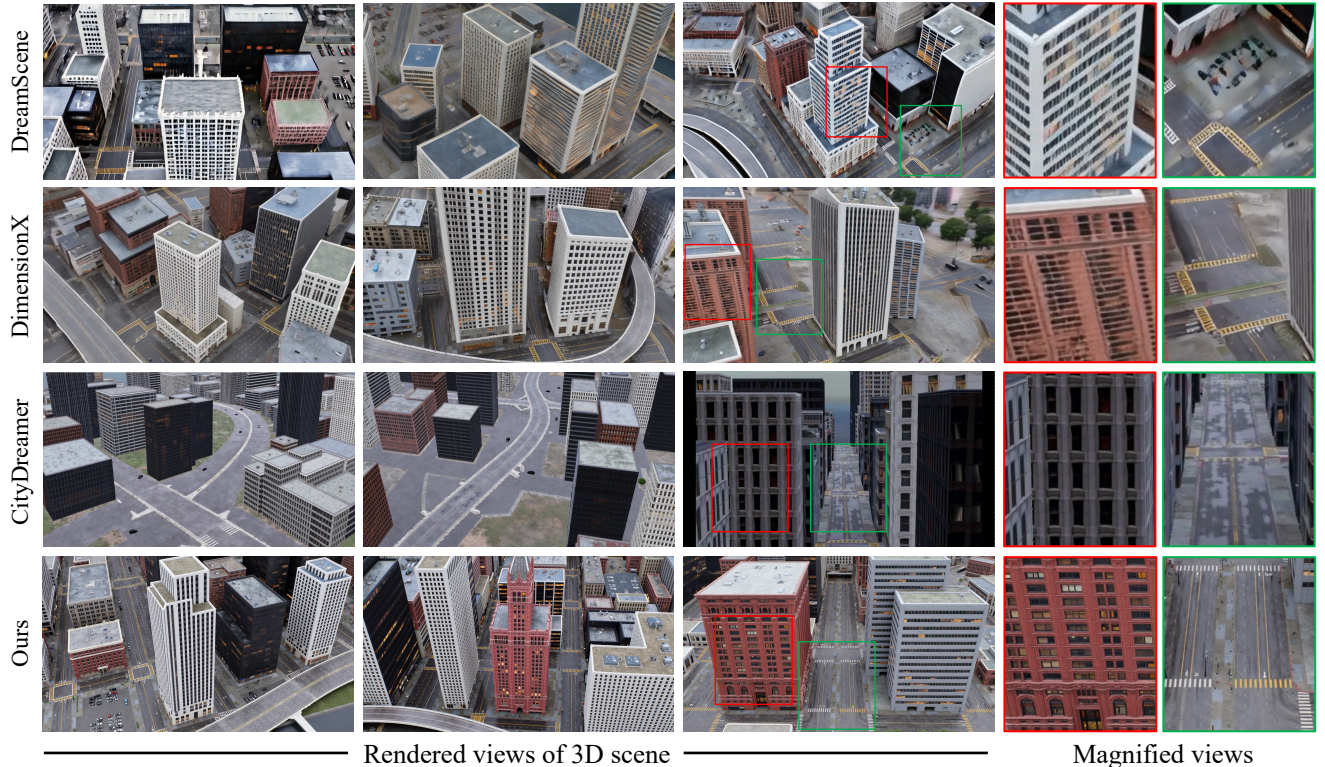 DreamScene
DimensionX
CityDreamer
Ours
Rendered views of 3D scene
Magnified views